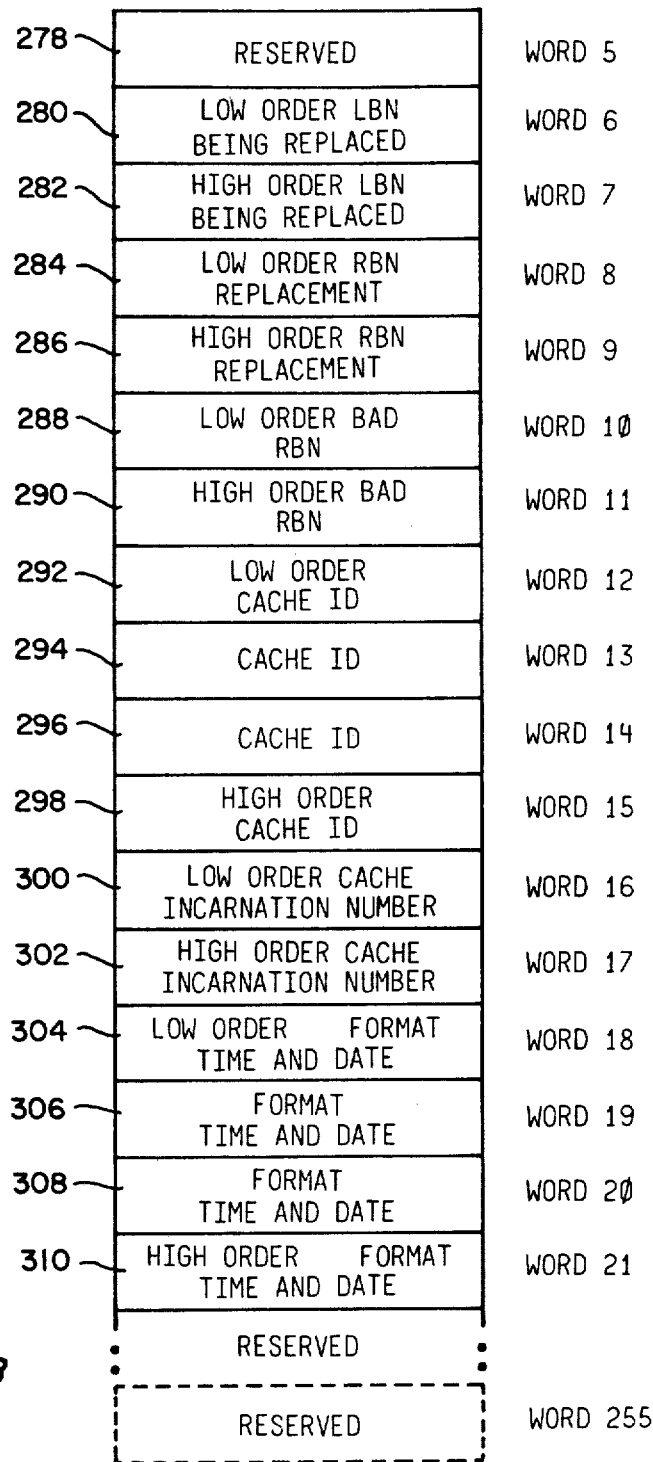 278 RESERVED WORD 5
280 LOW ORDER LBN WORD 6
BEING REPLACED
282 HIGH ORDER LBN WORD 7
BEING REPLACED
284 LOW ORDER RBN WORD 8
REPLACEMENT
286 HIGH ORDER RBN WORD 9
REPLACEMENT
288 LOW ORDER BAD WORD 10
RBN
290 HIGH ORDER BAD WORD 11
RBN
292 LOW ORDER WORD 12
CACHE ID
294 CACHE ID WORD 13
296 CACHE ID WORD 14
298 HIGH ORDER WORD 15
CACHE ID
300 LOW ORDER CACHE WORD 16
INCARNATION NUMBER
302 HIGH ORDER CACHE WORD 17
INCARNATION NUMBER
304 LOW ORDER FORMAT WORD 18
TIME AND DATE
306 FORMAT WORD 19
TIME AND DATE
308 FORMAT WORD 20
TIME AND DATE
310 HIGH ORDER FORMAT WORD 21
TIME AND DATE
RESERVED
RESERVED WORD 255